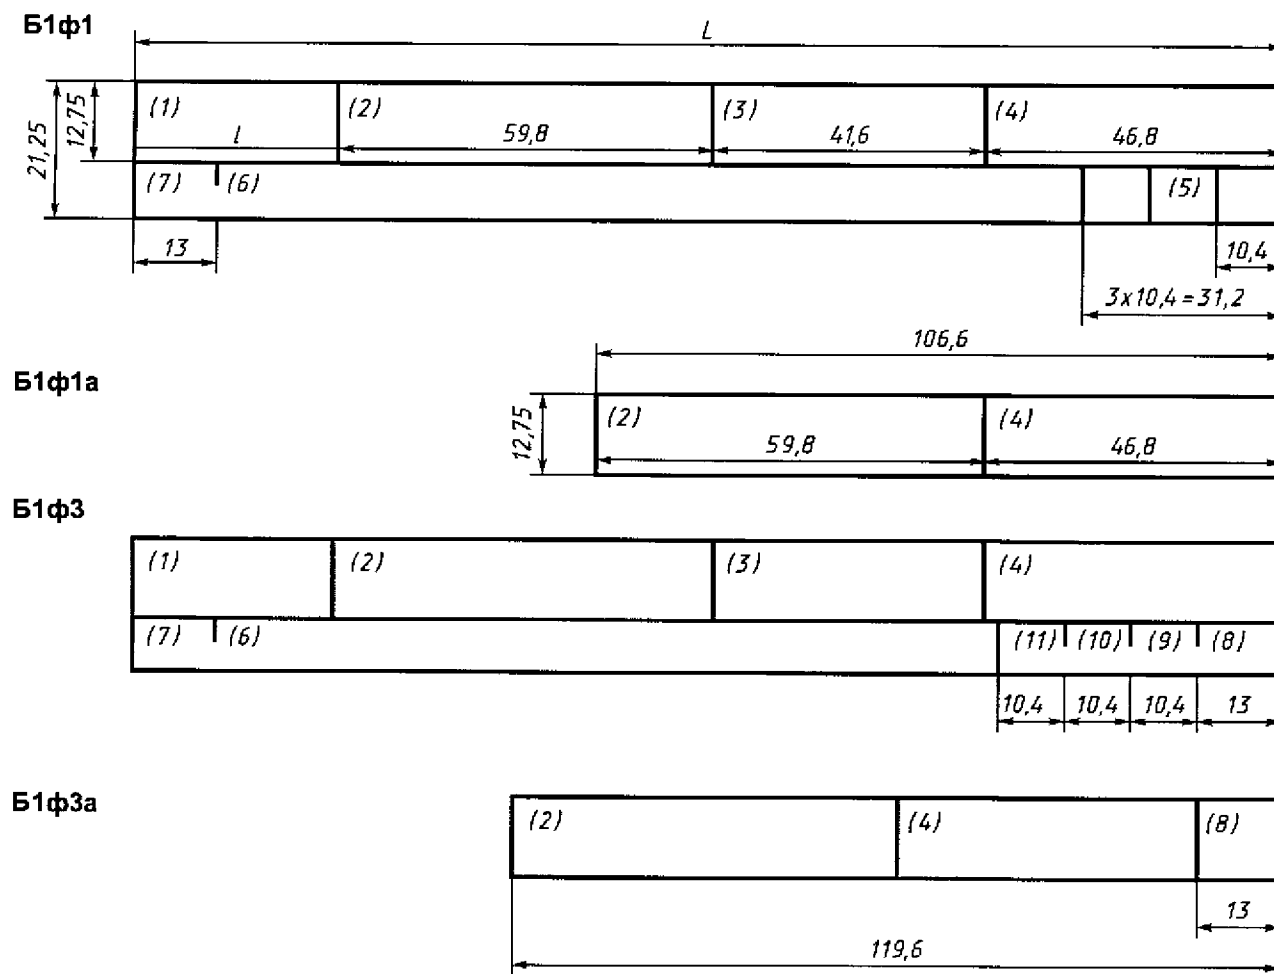 Б1ф1
L
21,25
12,75
(1) (2) (3) (4)
l 59,8 41,6 46,8
(7) (6) (5)
13 10,4
3x10,4=31,2
Б1ф1а
106,6
12,75
(2) (4)
59,8 46,8
Б1ф3
(1) (2) (3) (4)
(7) (6) (11) (10) (9) (8)
10,4 10,4 10,4 13
Б1ф3а
(2) (4) (8)
13
119,6